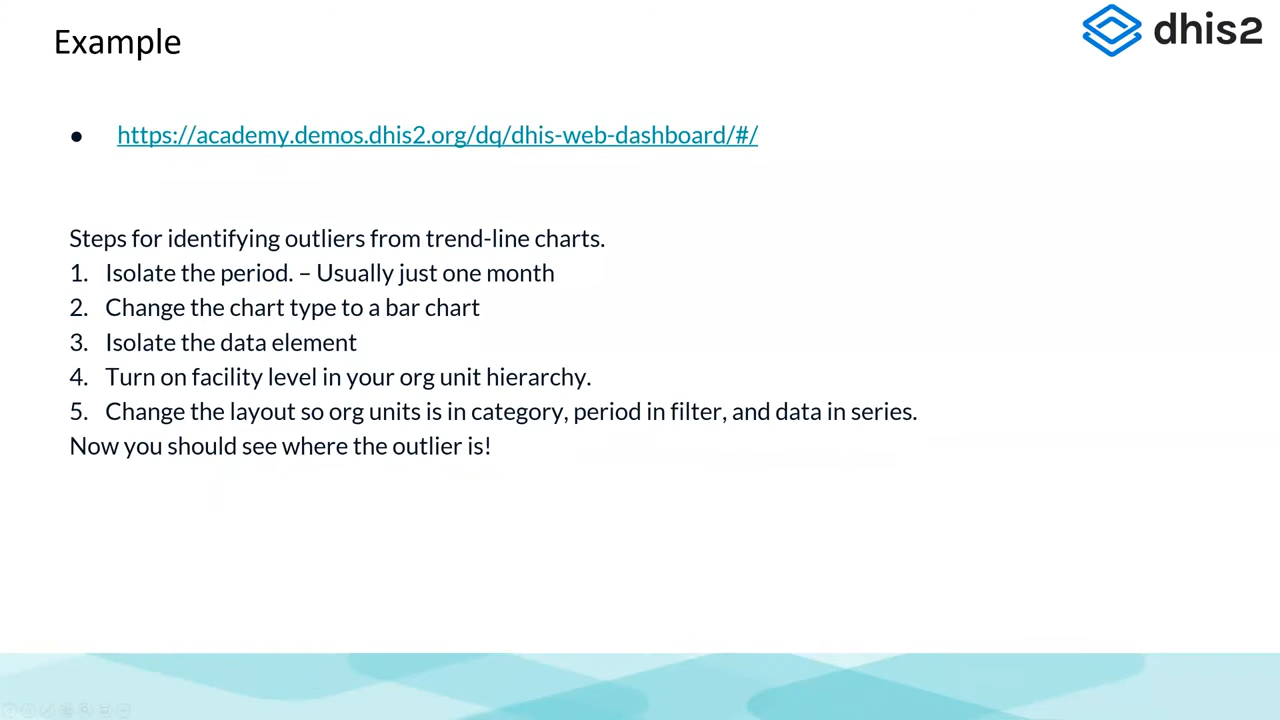 Example
dhis2
● https://academy.demos.dhis2.org/dq/dhis-web-dashboard/#/
Steps for identifying outliers from trend-line charts.
1. Isolate the period. – Usually just one month
2. Change the chart type to a bar chart
3. Isolate the data element
4. Turn on facility level in your org unit hierarchy.
5. Change the layout so org units is in category, period in filter, and data in series.
Now you should see where the outlier is!